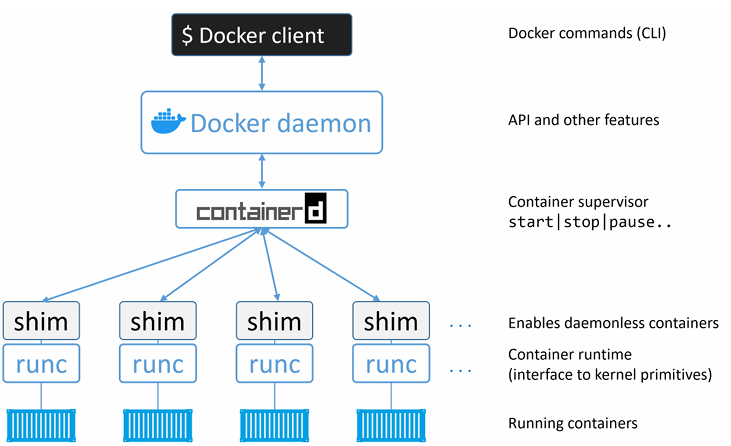 $ Docker client
Docker commands (CLI)
Docker daemon
API and other features
containerd
Container supervisor
start|stop|pause..
shim shim shim shim ...
Enables daemonless containers
runc runc runc runc ...
Container runtime
(interface to kernel primitives)
Running containers